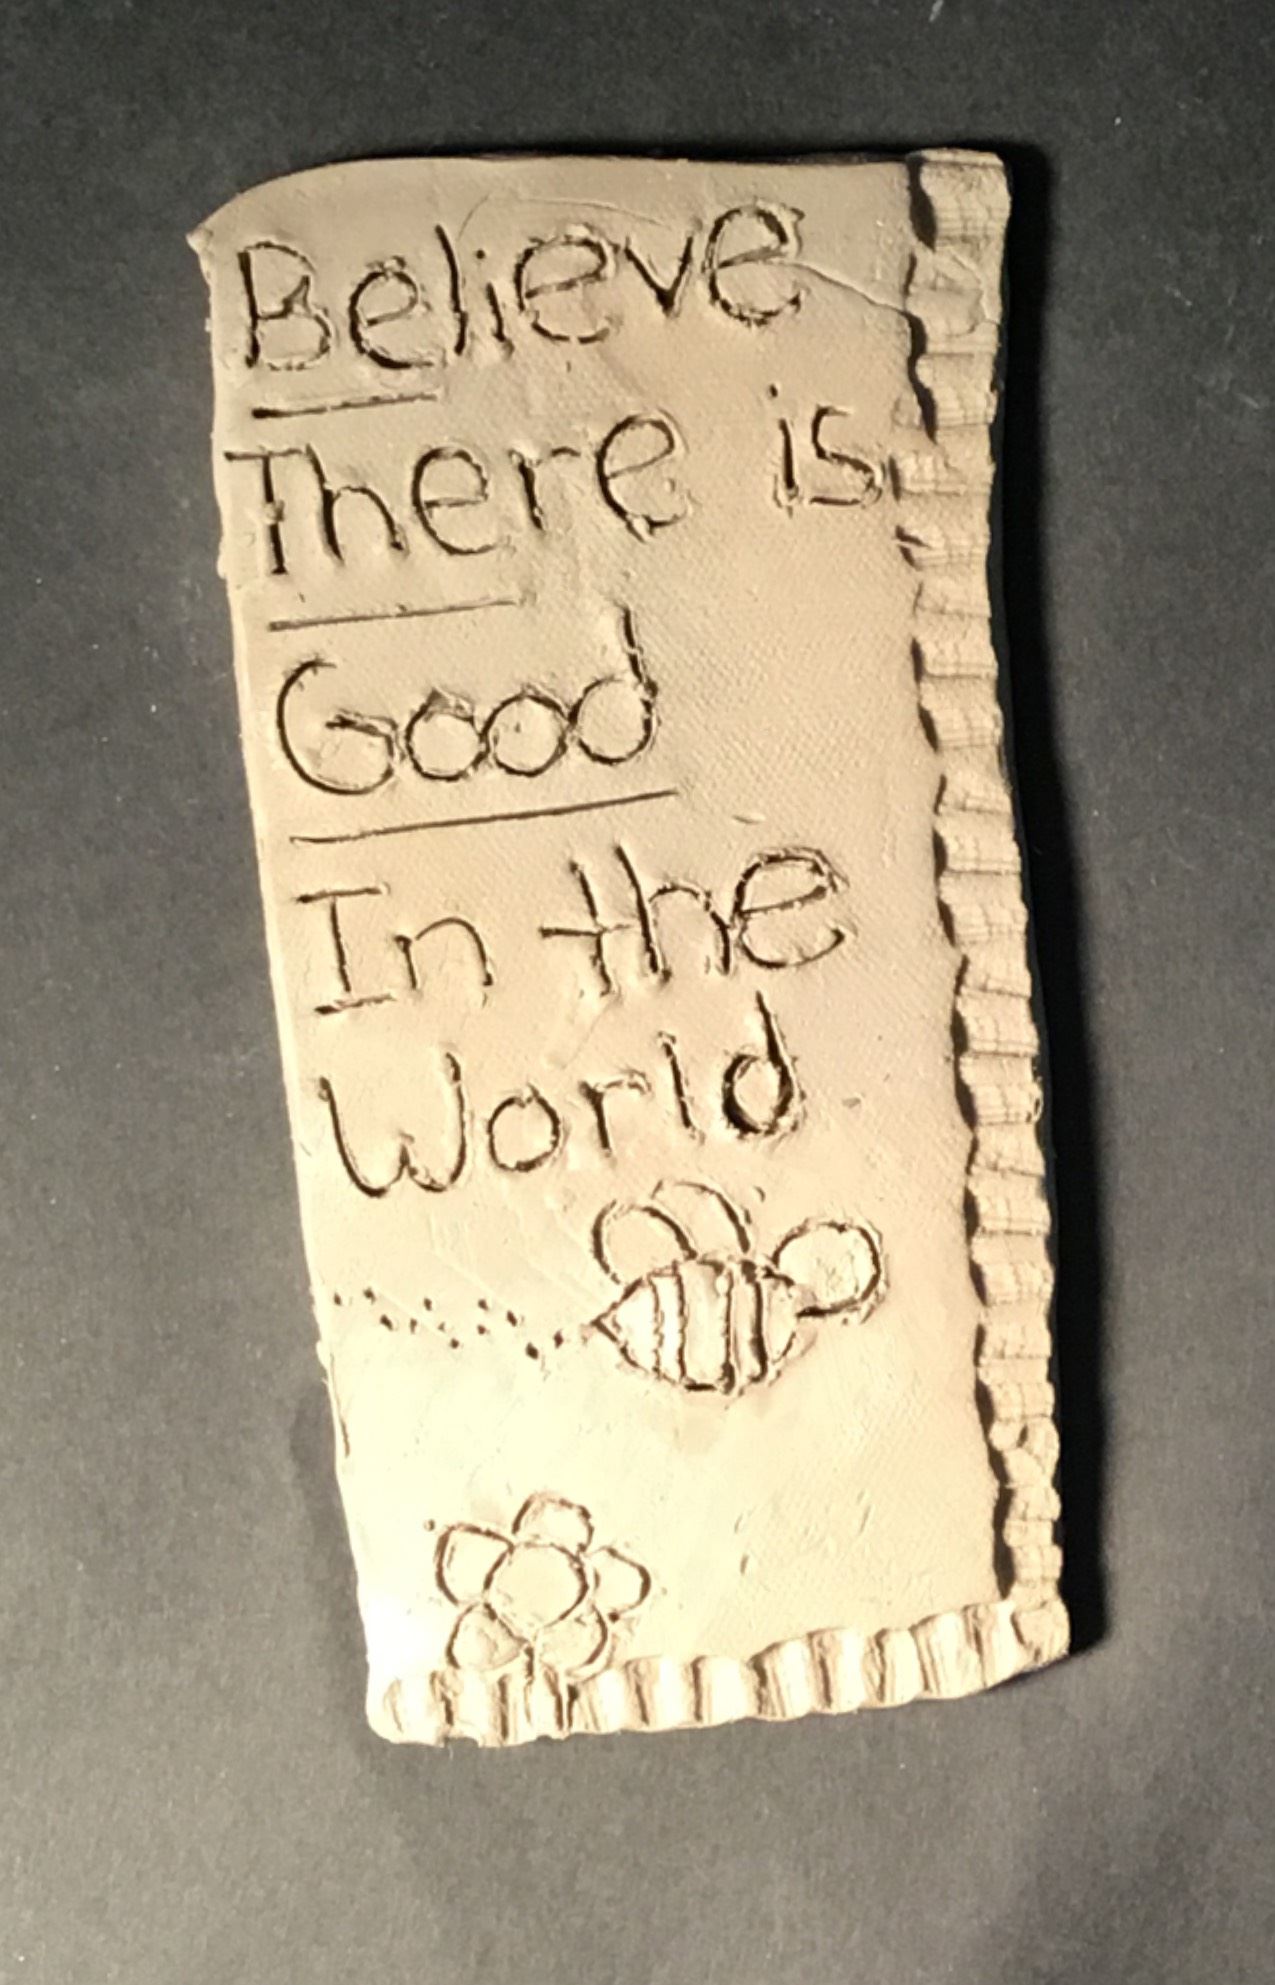 Believe
There is
Good
In the
World